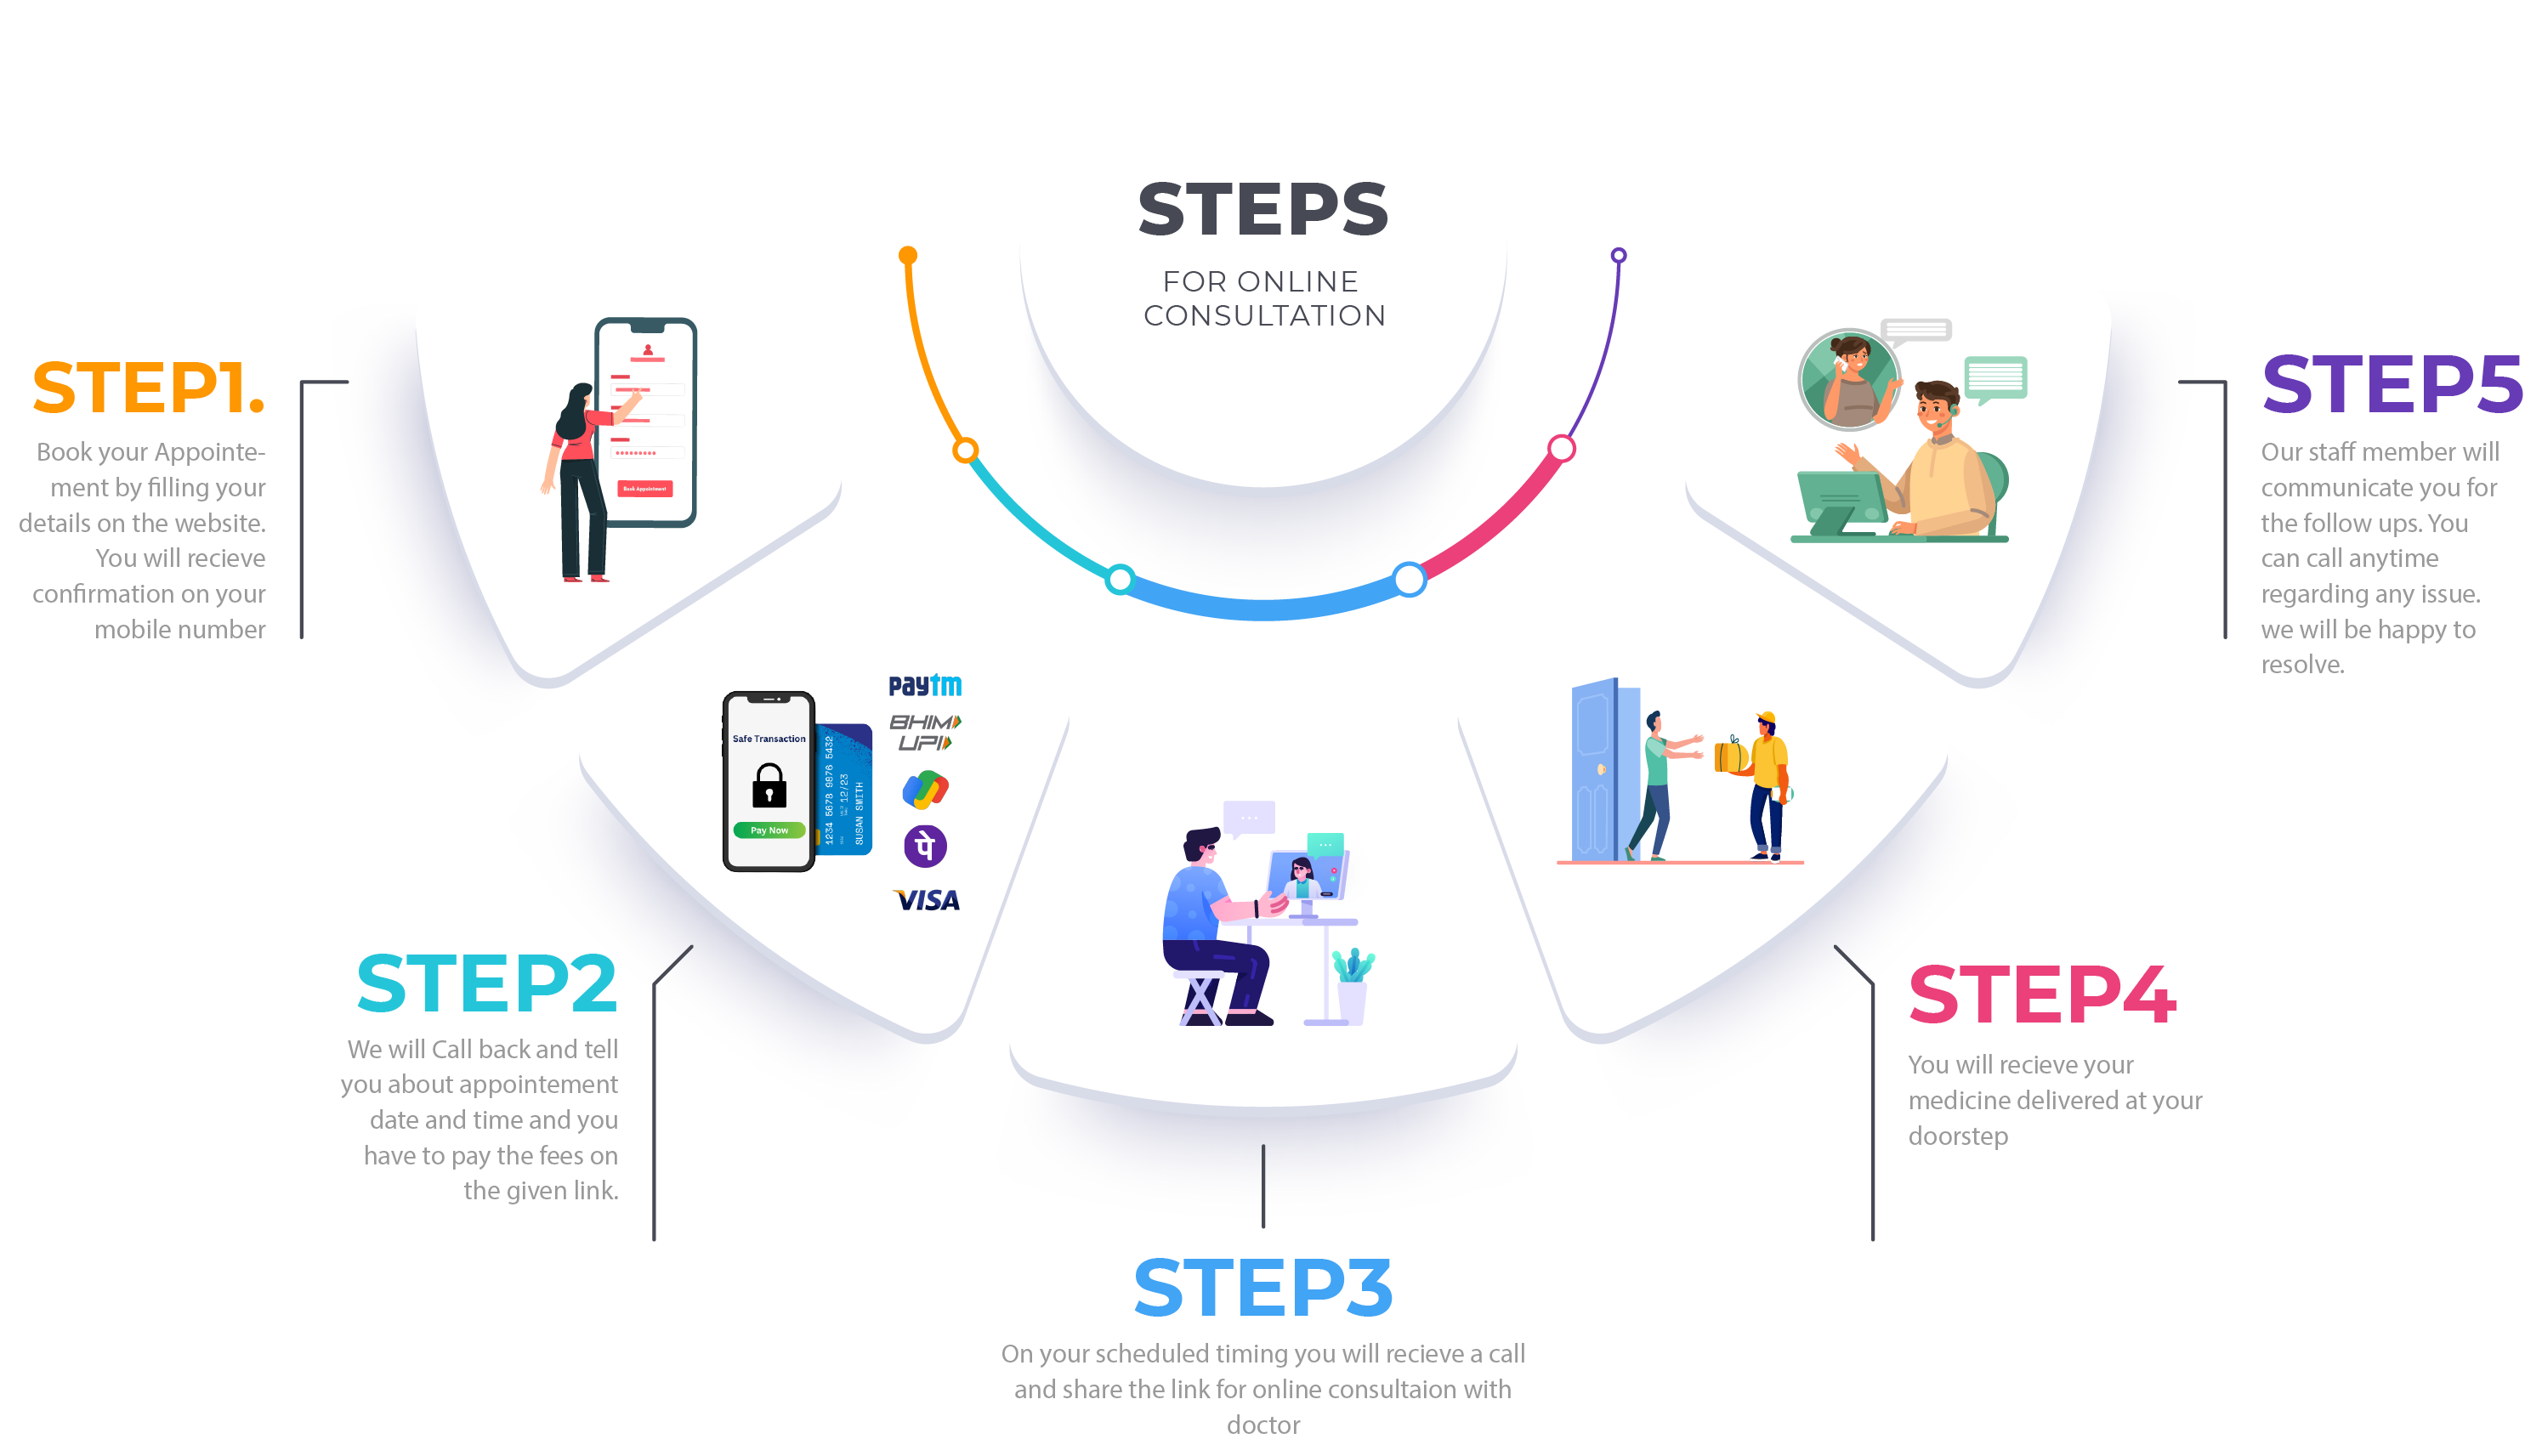 STEPS
FOR ONLINE
CONSULTATION
STEP1.
Book your Appointe-
ment by filling your
details on the website.
You will recieve
confirmation on your
mobile number
Book Appointment
STEP2
We will Call back and tell
you about appointement
date and time and you
have to pay the fees on
the given link.
Safe Transaction
Pay Now
1234 5678 9876 5432
12/23
SUSAN SMITH
paytm
BHIM
UPI
पे
VISA
STEP3
On your scheduled timing you will recieve a call
and share the link for online consultaion with
doctor
STEP4
You will recieve your
medicine delivered at your
doorstep
STEP5
Our staff member will
communicate you for
the follow ups. You
can call anytime
regarding any issue.
we will be happy to
resolve.